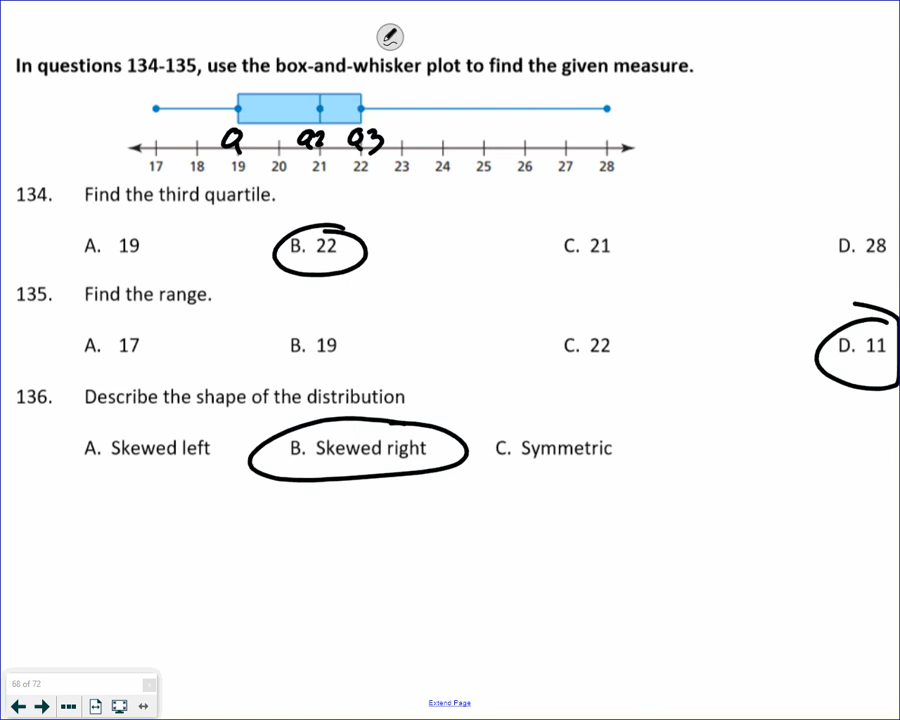 In questions 134-135, use the box-and-whisker plot to find the given measure.
Q Q2 Q3
17 18 19 20 21 22 23 24 25 26 27 28
134. Find the third quartile.
A. 19 B. 22 C. 21 D. 28
135. Find the range.
A. 17 B. 19 C. 22 D. 11
136. Describe the shape of the distribution
A. Skewed left B. Skewed right C. Symmetric
68 of 72
Extend Page